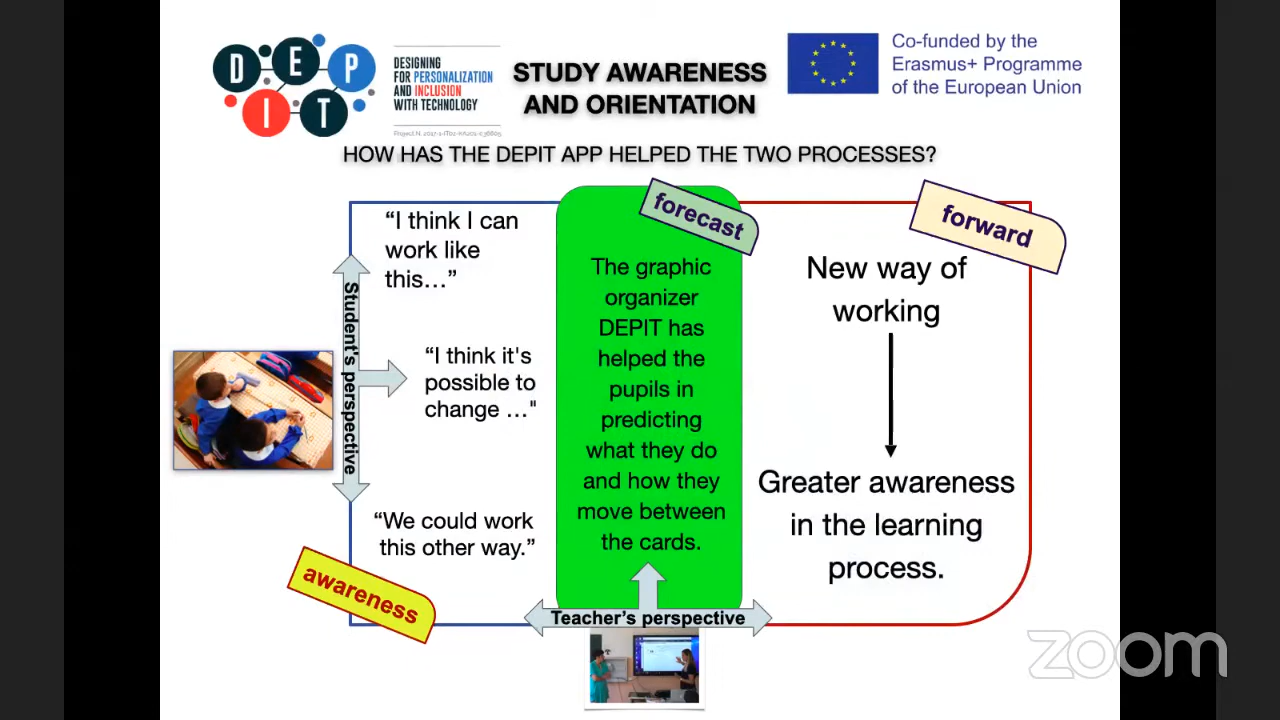 DEP
IT
DESIGNING
FOR PERSONALIZATION
AND INCLUSION
WITH TECHNOLOGY
STUDY AWARENESS
AND ORIENTATION
Co-funded by the
Erasmus+ Programme
of the European Union
HOW HAS THE DEPIT APP HELPED THE TWO PROCESSES?
“I think I can
work like
this…”
Student's perspective
“I think it's
possible to
change …"
“We could work
this other way.”
awareness
forecast
The graphic
organizer
DEPIT has
helped the
pupils in
predicting
what they do
and how they
move between
the cards.
Teacher’s perspective
forward
New way of
working
Greater awareness
in the learning
process.
zoom